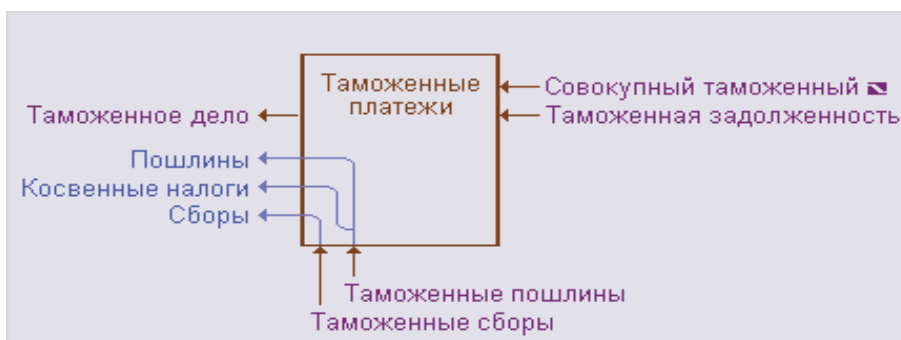 Таможенные
платежи
Совокупный таможенный
Таможенное дело
Таможенная задолженность
Пошлины
Косвенные налоги
Сборы
Таможенные пошлины
Таможенные сборы